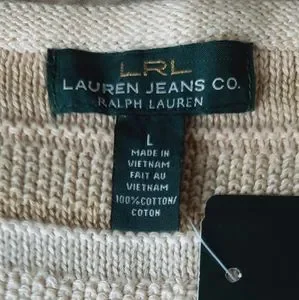 LRL
LAUREN JEANS CO.
RALPH LAUREN
L
MADE IN
VIETNAM
FAIT AU
VIETNAM
100%COTTON/
COTON